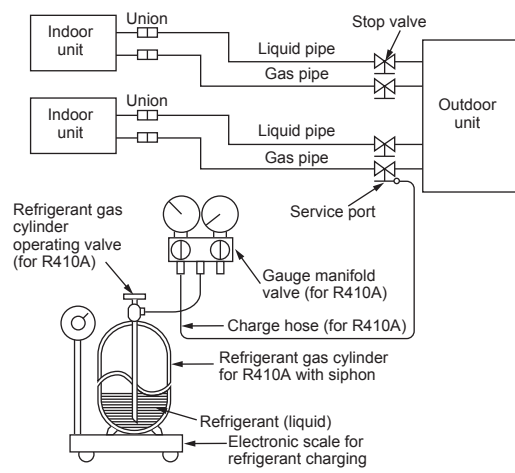 Indoor
unit
Union
Liquid pipe
Gas pipe
Stop valve
Outdoor
unit
Indoor
unit
Union
Liquid pipe
Gas pipe
Service port
Refrigerant gas
cylinder
operating valve
(for R410A)
Gauge manifold
valve (for R410A)
Charge hose (for R410A)
Refrigerant gas cylinder
for R410A with siphon
Refrigerant (liquid)
Electronic scale for
refrigerant charging